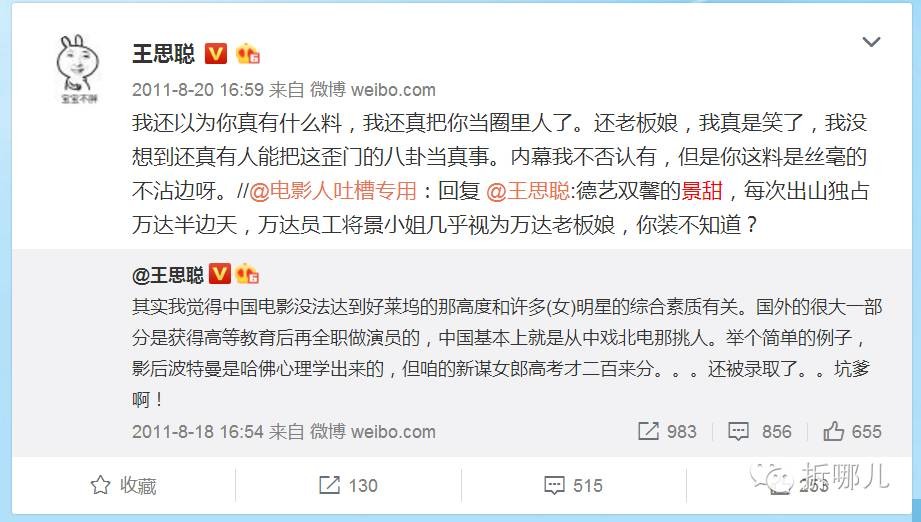 王思聪
宝宝不胖
2011-8-20 16:59 来自 微博 weibo.com
我还以为你真有什么料，我还真把你当圈里人了。还老板娘，我真是笑了，我没
想到还真有人能把这歪门的八卦当真事。内幕我不否认有，但是你这料是丝毫的
不沾边呀。//@电影人吐槽专用：回复 @王思聪:德艺双馨的景甜，每次出山独占
万达半边天，万达员工将景小姐几乎视为万达老板娘，你装不知道？
@王思聪
其实我觉得中国电影没法达到好莱坞的那高度和许多(女)明星的综合素质有关。国外的很大一部
分是获得高等教育后再全职做演员的，中国基本上就是从中戏北电那挑人。举个简单的例子，
影后波特曼是哈佛心理学出来的，但咱的新谋女郎高考才二百来分。。。还被录取了。。坑爹
啊！
2011-8-18 16:54 来自 微博 weibo.com 983 856 655
收藏 130 515 253
拆哪儿